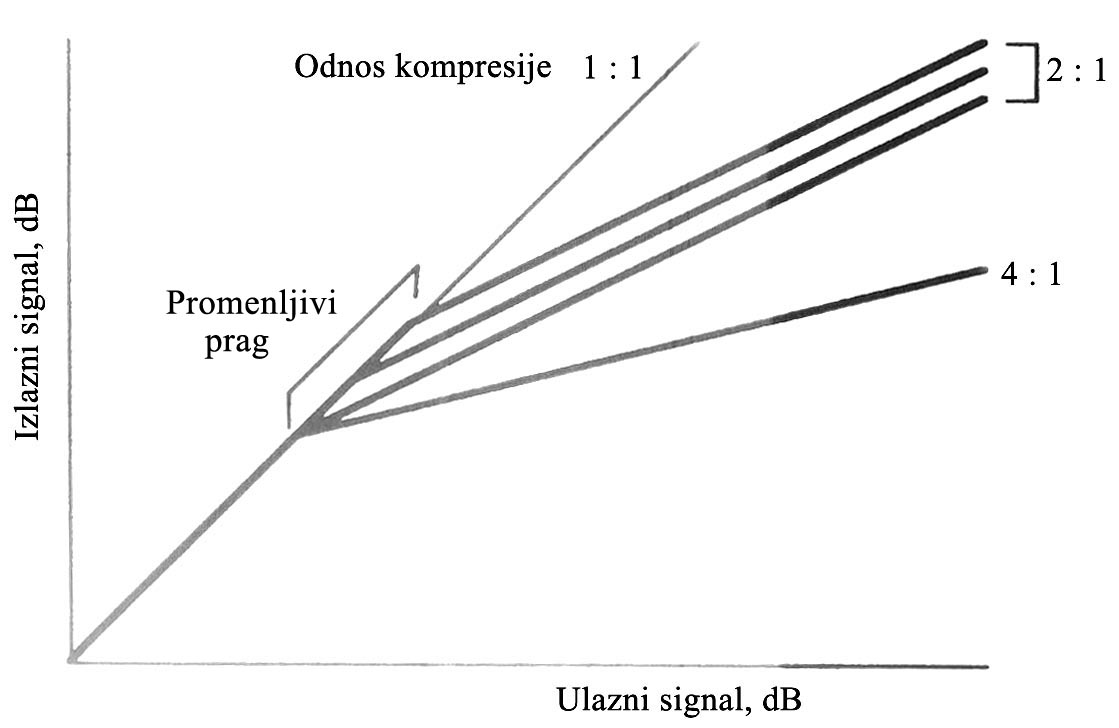 Odnos kompresije 1 : 1
2 : 1
Promenljivi
prag
4 : 1
Izlazni signal, dB
Ulazni signal, dB